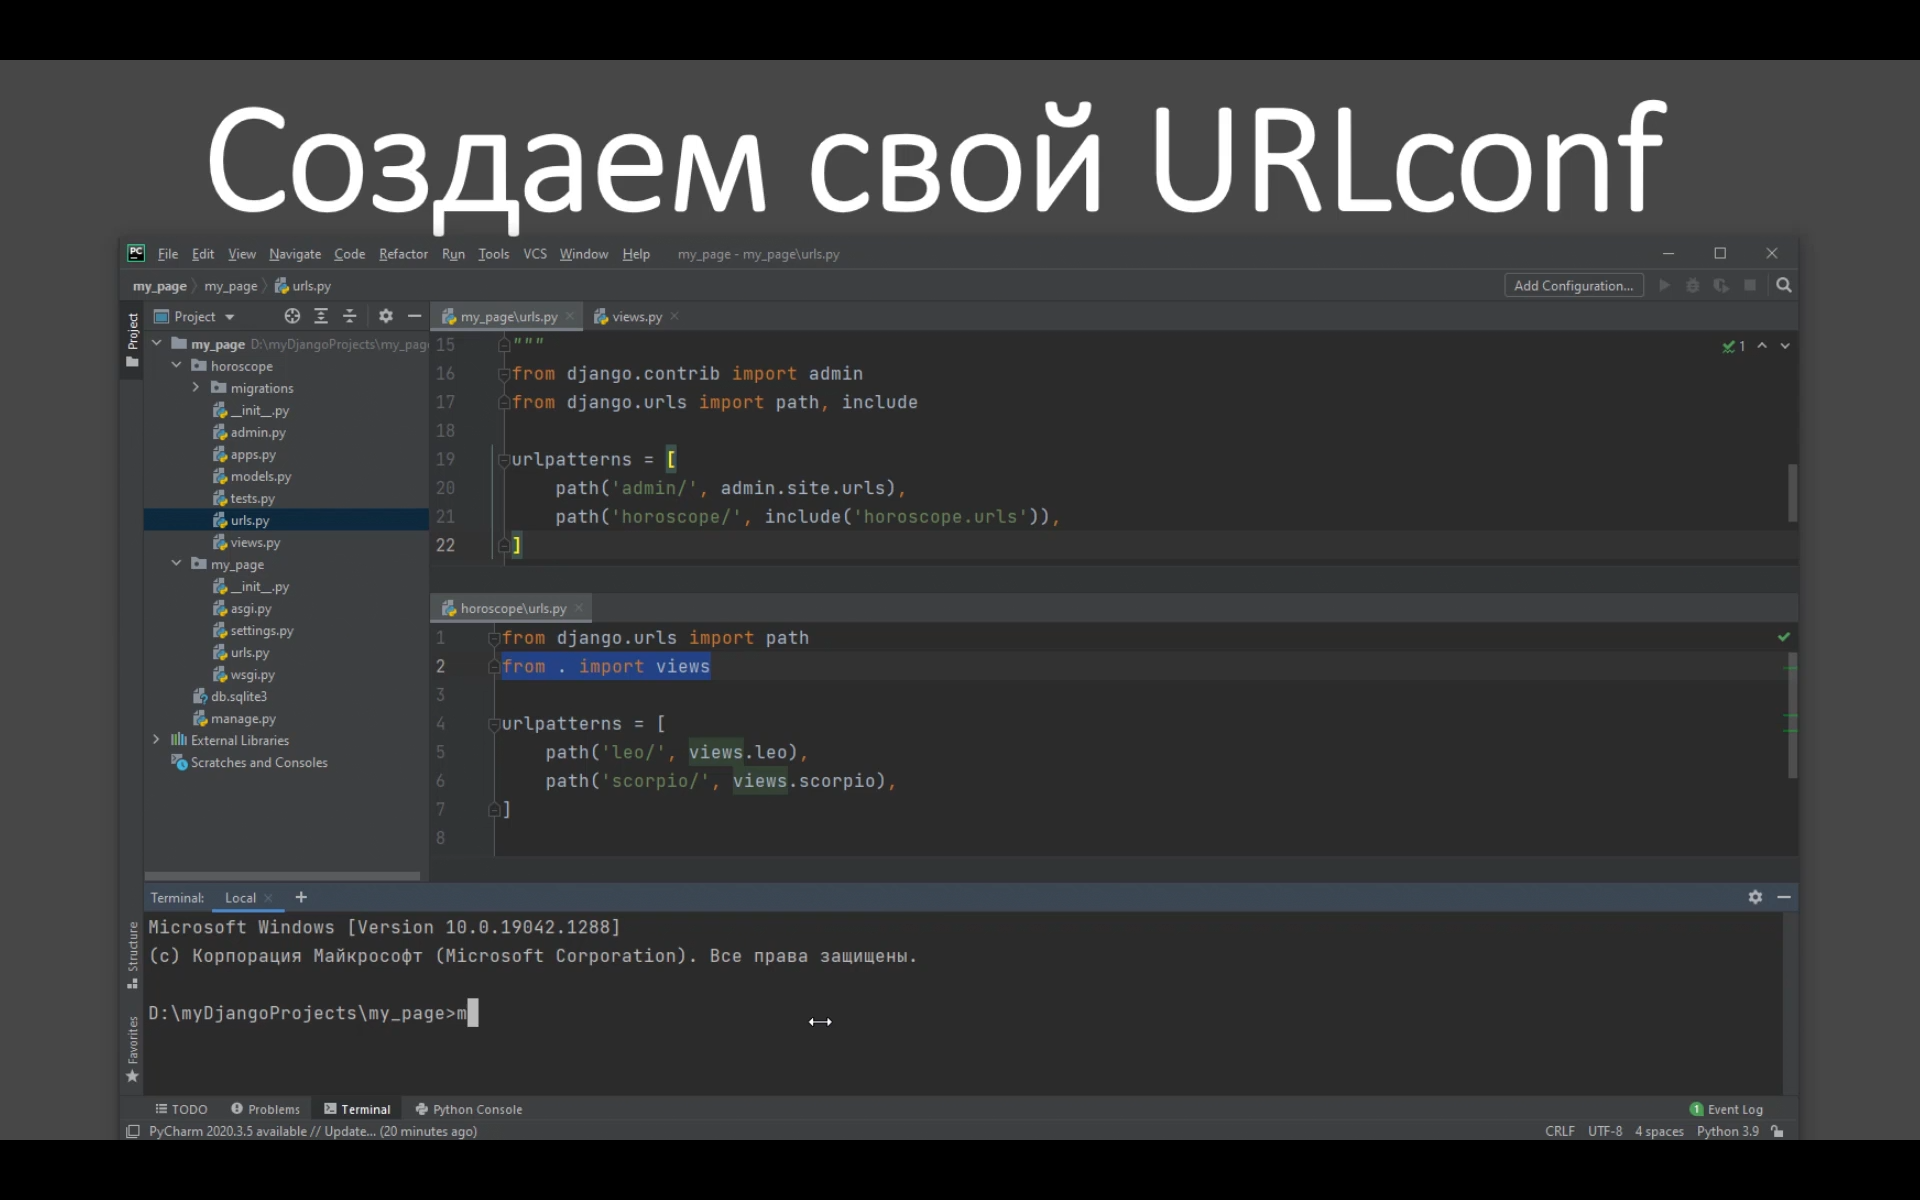 Создаем свой URLconf
File Edit View Navigate Code Refactor Run Tools VCS Window Help my_page - my_page\urls.py
my_page my_page urls.py Add Configuration...
Project
Project
my_page\urls.py views.py
my_page D:\myDjangoProjects\my_pag
horoscope
migrations
__init__.py
admin.py
apps.py
models.py
tests.py
urls.py
views.py
my_page
__init__.py
asgi.py
settings.py
urls.py
wsgi.py
db.sqlite3
manage.py
External Libraries
Scratches and Consoles
1
15 """
16 from django.contrib import admin
17 from django.urls import path, include
18
19 urlpatterns = [
20 path('admin/', admin.site.urls),
21 path('horoscope/', include('horoscope.urls')),
22 ]
horoscope\urls.py
1 from django.urls import path
2 from . import views
3
4 urlpatterns = [
5 path('leo/', views.leo),
6 path('scorpio/', views.scorpio),
7 ]
8
Terminal: Local +
Microsoft Windows [Version 10.0.19042.1288]
(c) Корпорация Майкрософт (Microsoft Corporation). Все права защищены.
D:\myDjangoProjects\my_page>m
Structure
Favorites
TODO Problems Terminal Python Console 1 Event Log
PyCharm 2020.3.5 available // Update... (20 minutes ago) CRLF UTF-8 4 spaces Python 3.9